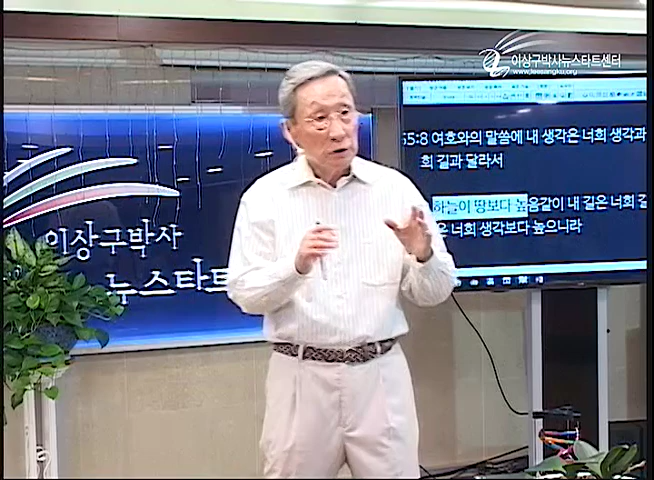 이상구박사뉴스타트센터
www.leesangku.org
55:8 여호와의 말씀에 내 생각은 너희 생각과
희 길과 달라서
하늘이 땅보다 높음같이 내 길은 너희 길
은 너희 생각보다 높으니라
이상구박사
뉴스타트